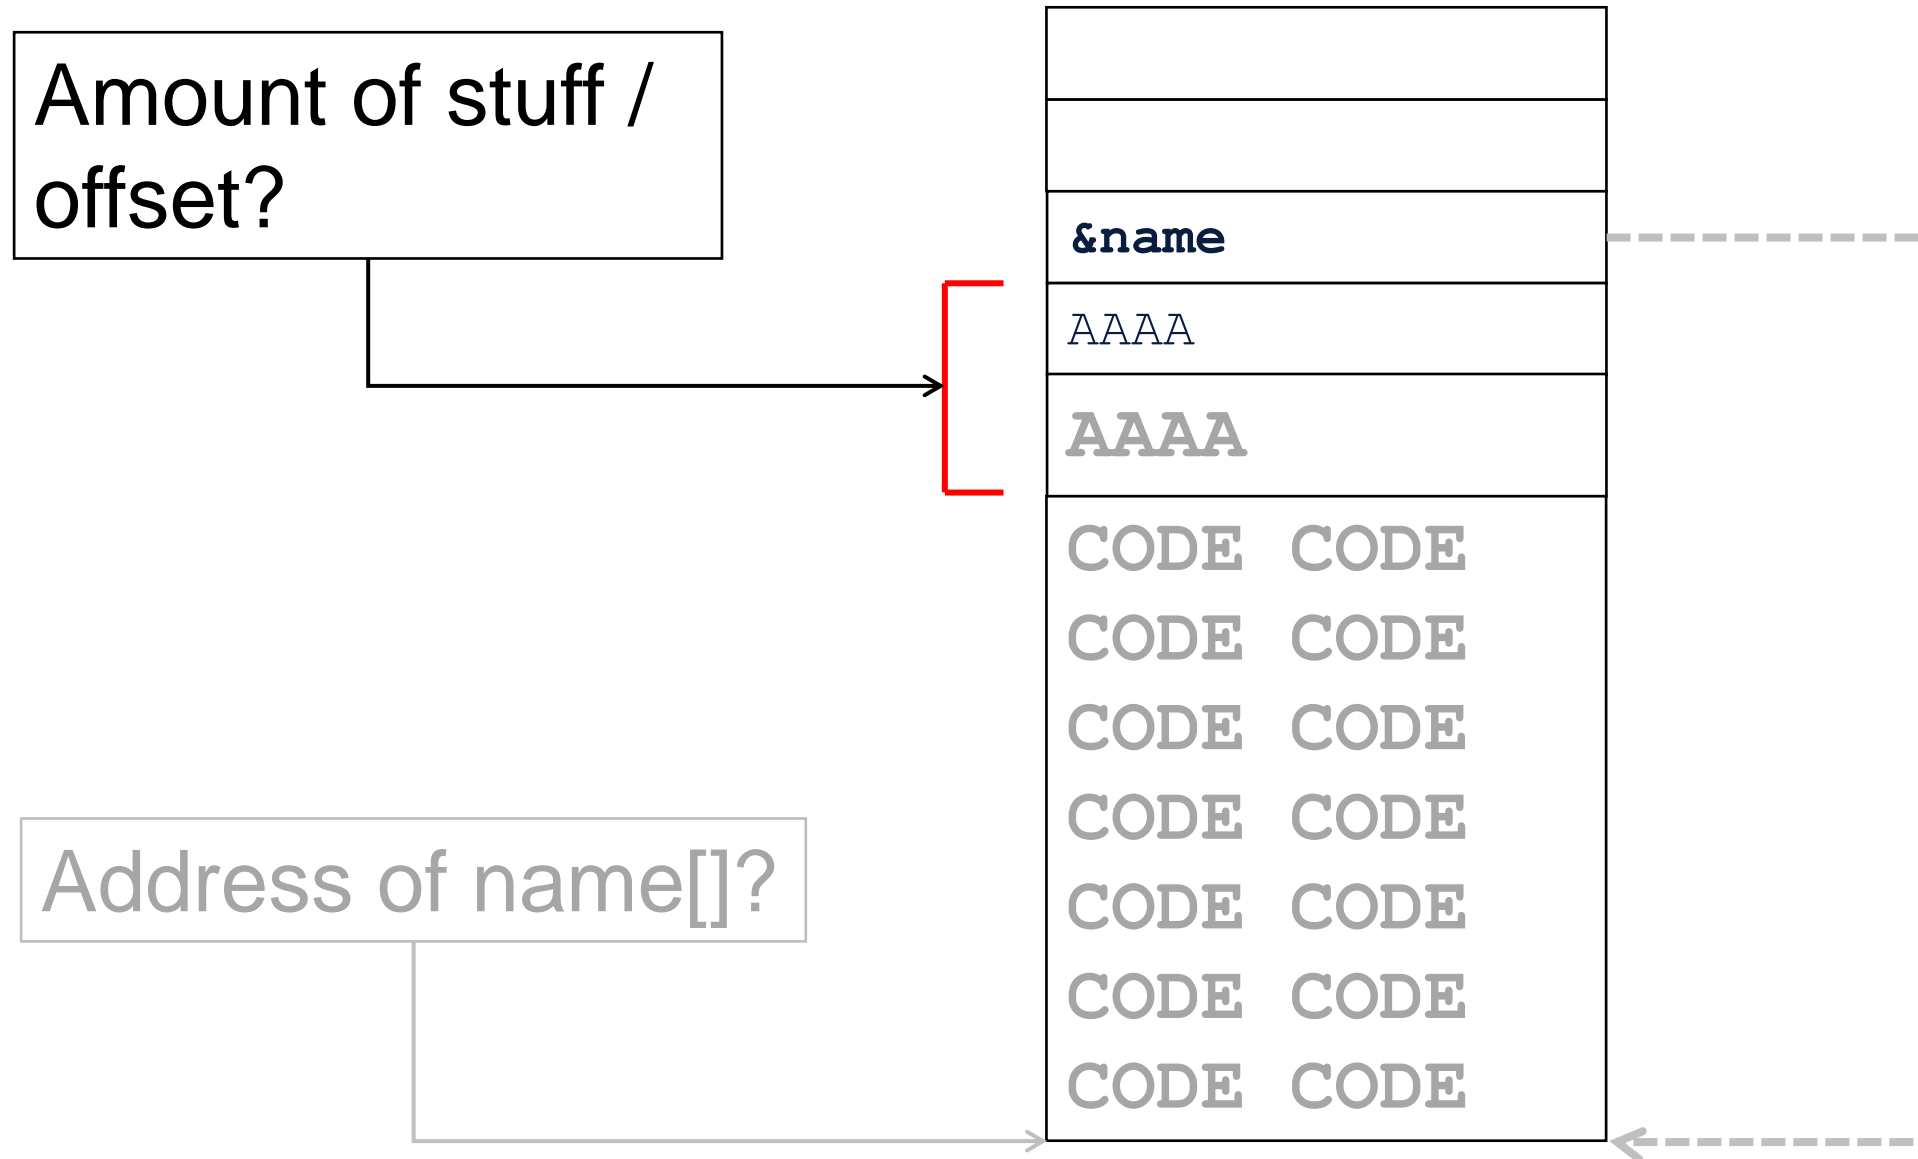 Amount of stuff /
offset?
&name
AAAA
AAAA
CODE CODE
CODE CODE
CODE CODE
CODE CODE
CODE CODE
CODE CODE
CODE CODE
Address of name[]?